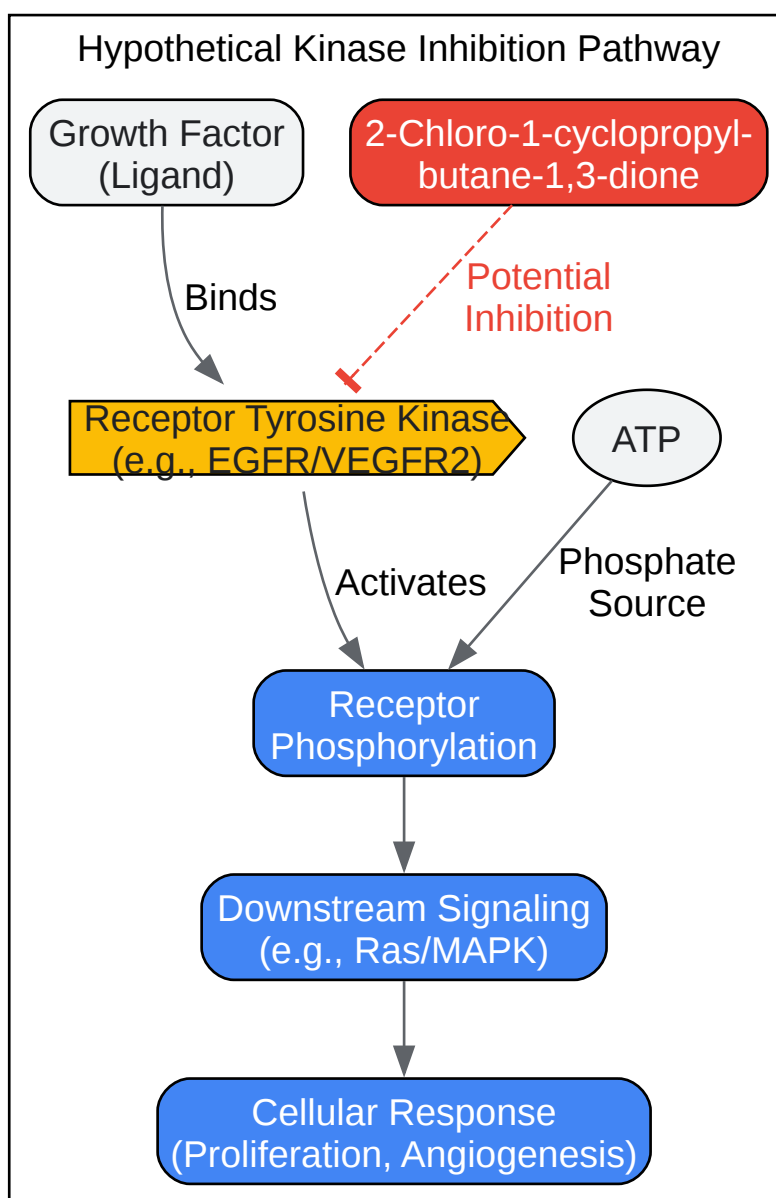 Hypothetical Kinase Inhibition Pathway
Growth Factor
(Ligand)
2-Chloro-1-cyclopropyl-
butane-1,3-dione
Binds
Potential
Inhibition
Receptor Tyrosine Kinase
(e.g., EGFR/VEGFR2)
ATP
Activates
Phosphate
Source
Receptor
Phosphorylation
Downstream Signaling
(e.g., Ras/MAPK)
Cellular Response
(Proliferation, Angiogenesis)